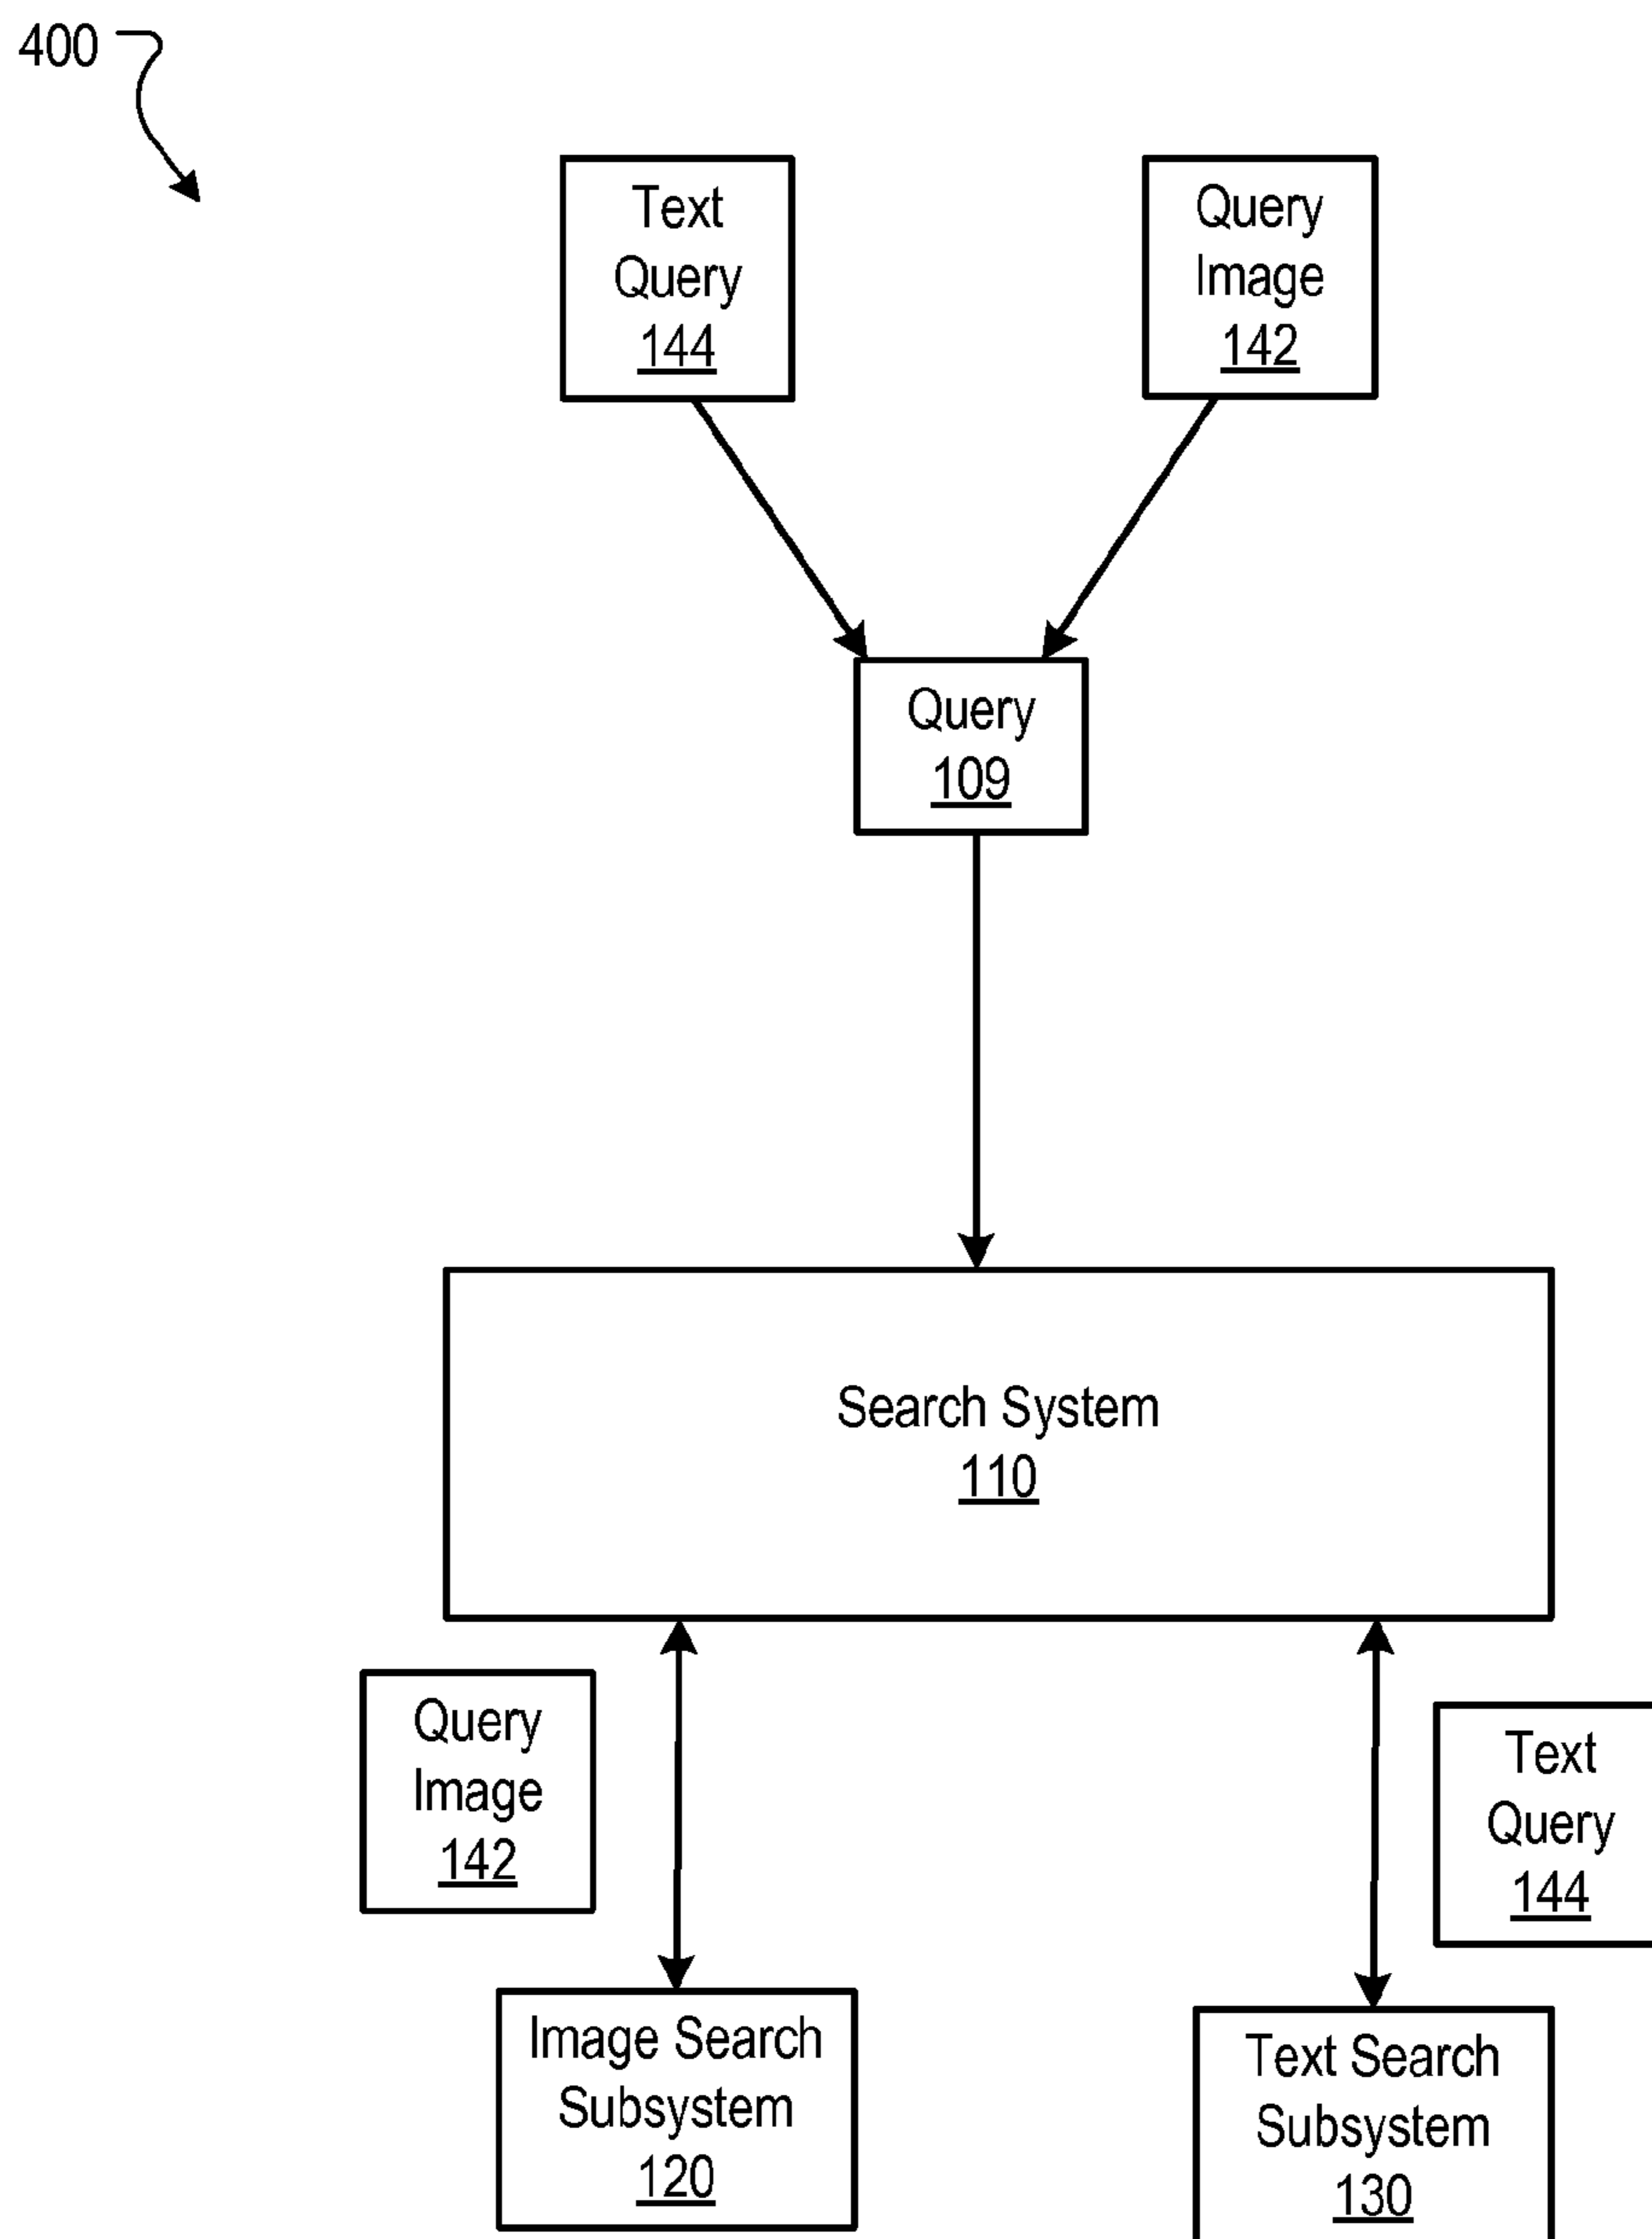 400
Text
Query
144
Query
Image
142
Query
109
Search System
110
Query
Image
142
Text
Query
144
Image Search
Subsystem
120
Text Search
Subsystem
130